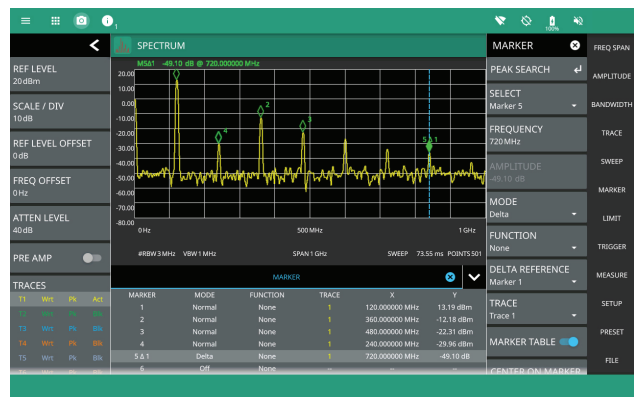 1
100%
SPECTRUM
MARKER
FREQ SPAN
REF LEVEL
20 dBm
SCALE / DIV
10 dB
REF LEVEL OFFSET
0 dB
FREQ OFFSET
0 Hz
ATTEN LEVEL
40 dB
PRE AMP
TRACES
T1 Wrt Pk Act
T2
T3 Wrt Pk Blk
T4 Wrt Pk Blk
T5 Wrt Pk Blk
M5Δ1 -49.10 dB @ 720.000000 MHz
20.00
10.00
0.00
-10.00
-20.00
-30.00
-40.00
-50.00
-60.00
-70.00
-80.00
2
3
4
5 Δ 1
0 Hz 500 MHz 1 GHz
#RBW 3 MHz VBW 1 MHz SPAN 1 GHz SWEEP 73.55 ms POINTS 501
MARKER
MARKER MODE FUNCTION TRACE X Y
1 Normal None 1 120.000000 MHz 13.19 dBm
2 Normal None 1 360.000000 MHz -12.18 dBm
3 Normal None 1 480.000000 MHz -22.31 dBm
4 Normal None 1 240.000000 MHz -29.96 dBm
5 Δ 1 Delta None 1 720.000000 MHz -49.10 dB
6 Off None -- -- --
PEAK SEARCH
SELECT
Marker 5
FREQUENCY
720 MHz
AMPLITUDE
-49.10 dB
MODE
Delta
FUNCTION
None
DELTA REFERENCE
Marker 1
TRACE
Trace 1
MARKER TABLE
CENTER ON MARKER
AMPLITUDE
BANDWIDTH
TRACE
SWEEP
MARKER
LIMIT
TRIGGER
MEASURE
SETUP
PRESET
FILE